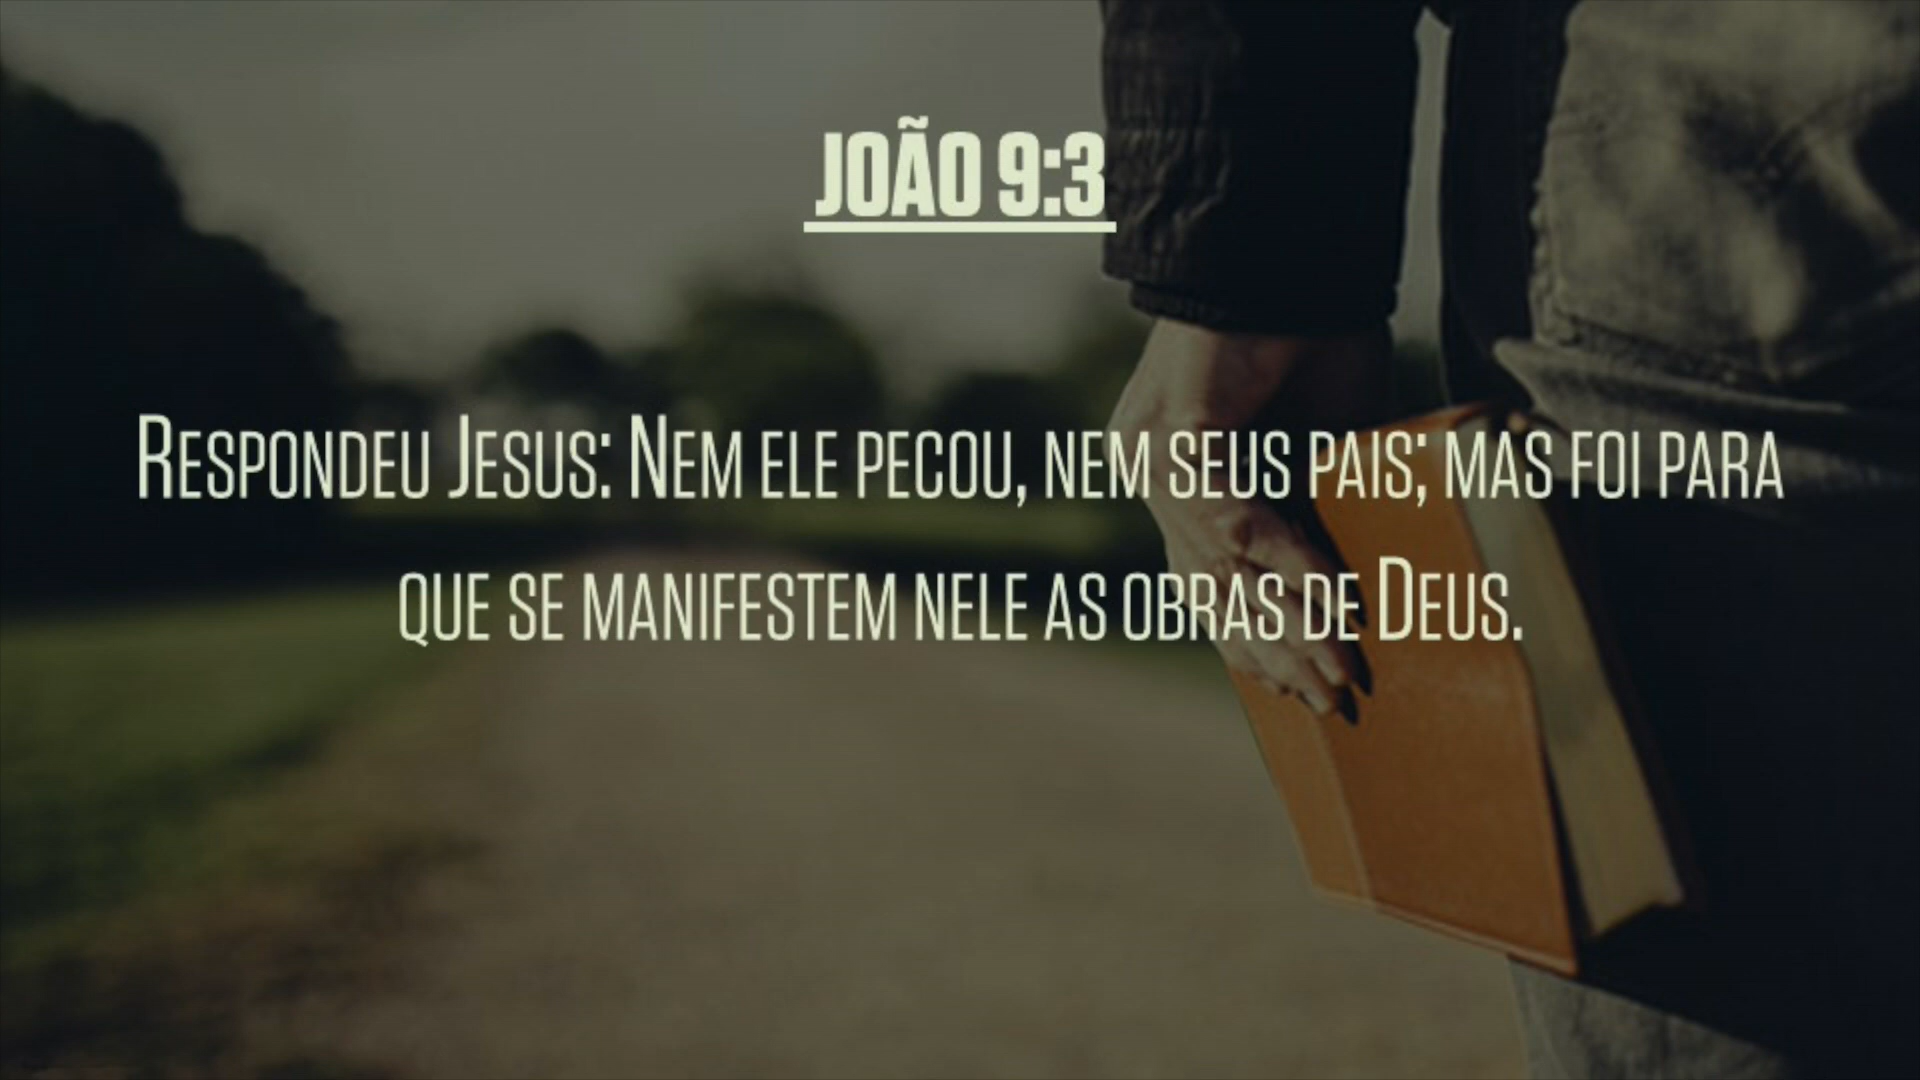 JOÃO 9:3
Respondeu Jesus: Nem ele pecou, nem seus pais; mas foi para
que se manifestem nele as obras de Deus.